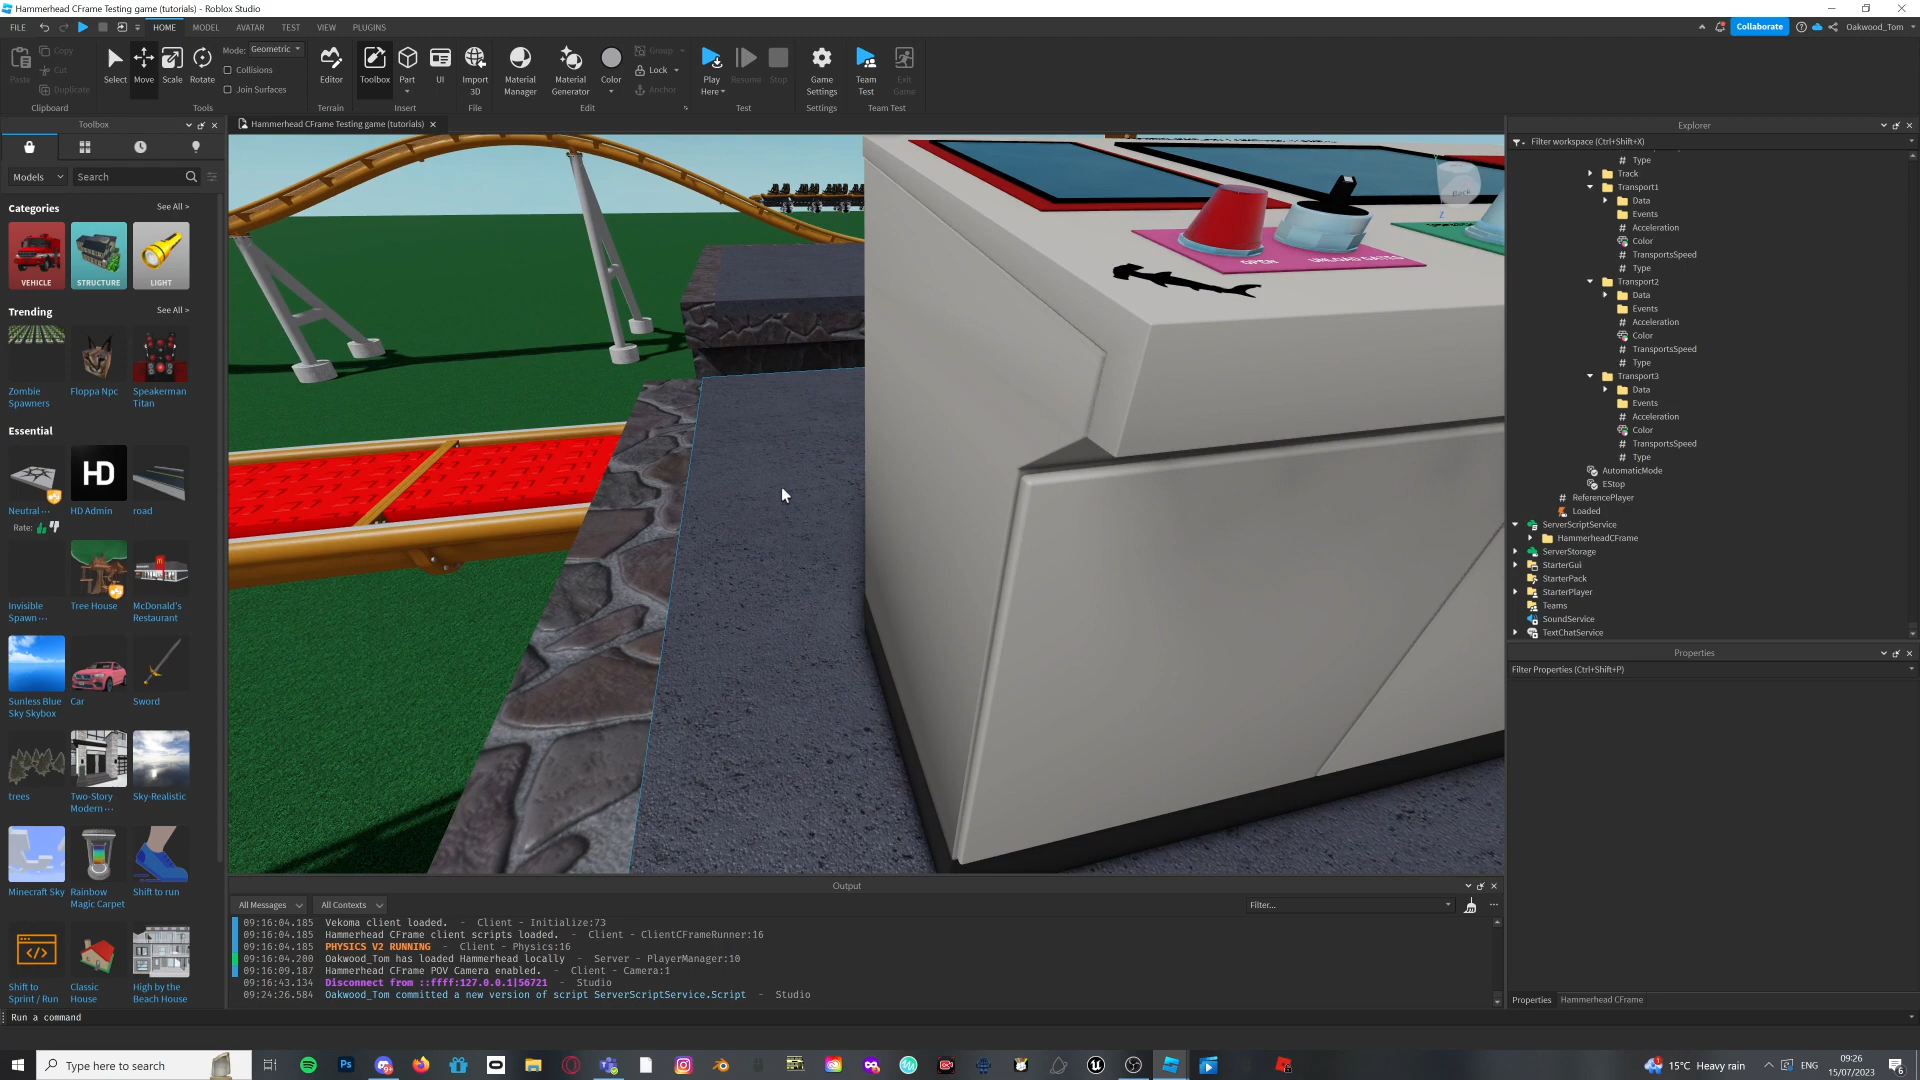 Hammerhead CFrame Testing game (tutorials) - Roblox Studio
FILE
HOME
MODEL
AVATAR
TEST
VIEW
PLUGINS
Collaborate
Oakwood_Tom
Paste
Copy
Cut
Duplicate
Clipboard
Select
Move
Scale
Rotate
Mode: Geometric
Collisions
Join Surfaces
Tools
Editor
Terrain
Toolbox
Part
UI
Insert
Import 3D
File
Material Manager
Material Generator
Color
Group
Lock
Anchor
Edit
Play Here
Resume
Stop
Test
Game Settings
Settings
Team Test
Exit Game
Team Test
Toolbox
Hammerhead CFrame Testing game (tutorials)
Models
Search
Categories
See All >
VEHICLE
STRUCTURE
LIGHT
Trending
See All >
Zombie Spawners
Floppa Npc
Speakerman Titan
Essential
HD
Neutral ...
HD Admin
road
Rate:
Invisible Spawn ...
Tree House
McDonald's Restaurant
Sunless Blue Sky Skybox
Car
Sword
trees
Two-Story Modern ...
Sky-Realistic
Minecraft Sky
Rainbow Magic Carpet
Shift to run
Shift to Sprint / Run
Classic House
High by the Beach House
OPEN
UNLOAD GATES
Back
Z
Explorer
Filter workspace (Ctrl+Shift+X)
Type
Track
Transport1
Data
Events
Acceleration
Color
TransportsSpeed
Type
Transport2
Data
Events
Acceleration
Color
TransportsSpeed
Type
Transport3
Data
Events
Acceleration
Color
TransportsSpeed
Type
AutomaticMode
EStop
ReferencePlayer
Loaded
ServerScriptService
HammerheadCFrame
ServerStorage
StarterGui
StarterPack
StarterPlayer
Teams
SoundService
TextChatService
Properties
Filter Properties (Ctrl+Shift+P)
Properties
Hammerhead CFrame
Output
All Messages
All Contexts
Filter...
09:16:04.185 Vekoma client loaded. - Client - Initialize:73
09:16:04.185 Hammerhead CFrame client scripts loaded. - Client - ClientCFrameRunner:16
09:16:04.185 PHYSICS V2 RUNNING - Client - Physics:16
09:16:04.200 Oakwood_Tom has loaded Hammerhead locally - Server - PlayerManager:10
09:16:09.187 Hammerhead CFrame POV Camera enabled. - Client - Camera:1
09:16:43.134 Disconnect from ::ffff:127.0.0.1|56721 - Studio
09:24:26.584 Oakwood_Tom committed a new version of script ServerScriptService.Script - Studio
Run a command
Type here to search
15°C Heavy rain
ENG
09:26
15/07/2023
6